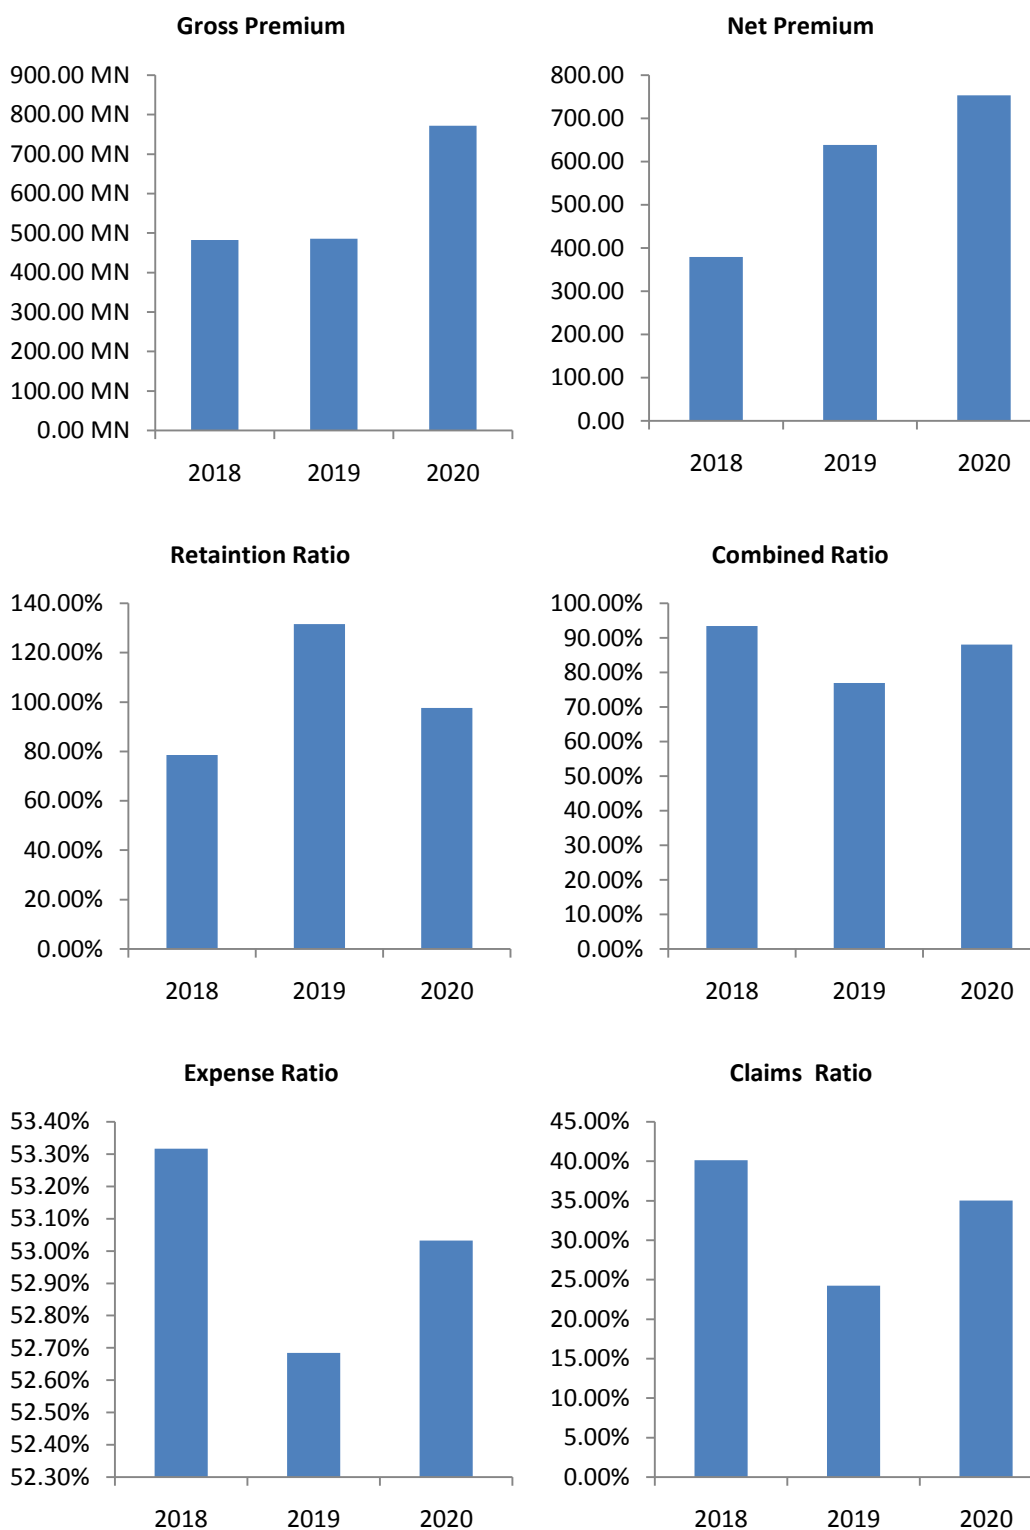 Gross Premium
900.00 MN
800.00 MN
700.00 MN
600.00 MN
500.00 MN
400.00 MN
300.00 MN
200.00 MN
100.00 MN
0.00 MN
2018 2019 2020
Net Premium
800.00
700.00
600.00
500.00
400.00
300.00
200.00
100.00
0.00
2018 2019 2020
Retaintion Ratio
140.00%
120.00%
100.00%
80.00%
60.00%
40.00%
20.00%
0.00%
2018 2019 2020
Combined Ratio
100.00%
90.00%
80.00%
70.00%
60.00%
50.00%
40.00%
30.00%
20.00%
10.00%
0.00%
2018 2019 2020
Expense Ratio
53.40%
53.30%
53.20%
53.10%
53.00%
52.90%
52.80%
52.70%
52.60%
52.50%
52.40%
52.30%
2018 2019 2020
Claims  Ratio
45.00%
40.00%
35.00%
30.00%
25.00%
20.00%
15.00%
10.00%
5.00%
0.00%
2018 2019 2020